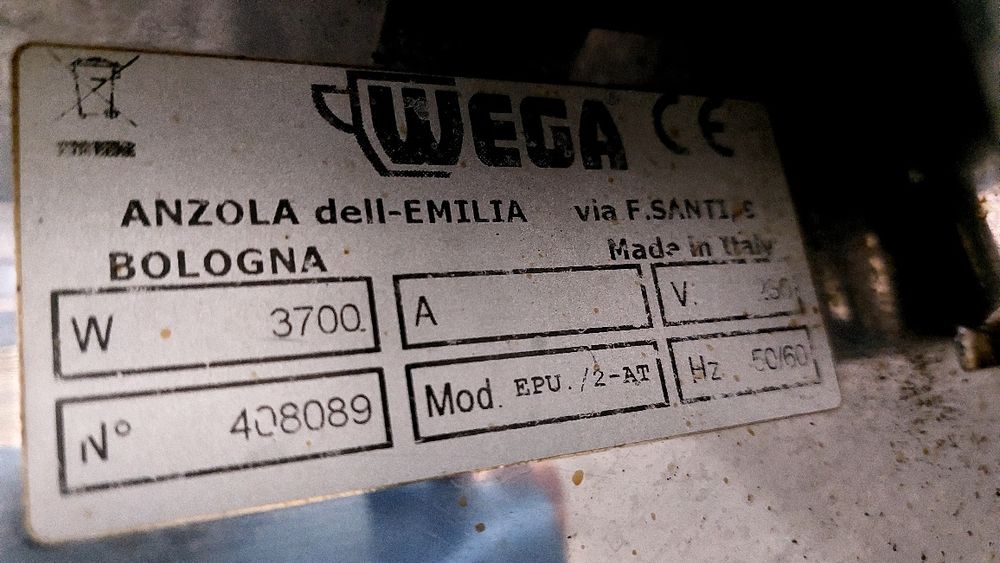 WEGA CE
ANZOLA dell-EMILIA via F.SANTI,
BOLOGNA Made in Italy
W 3700
A
V.
N° 408089
Mod. EPU./2-AT
Hz 50/60